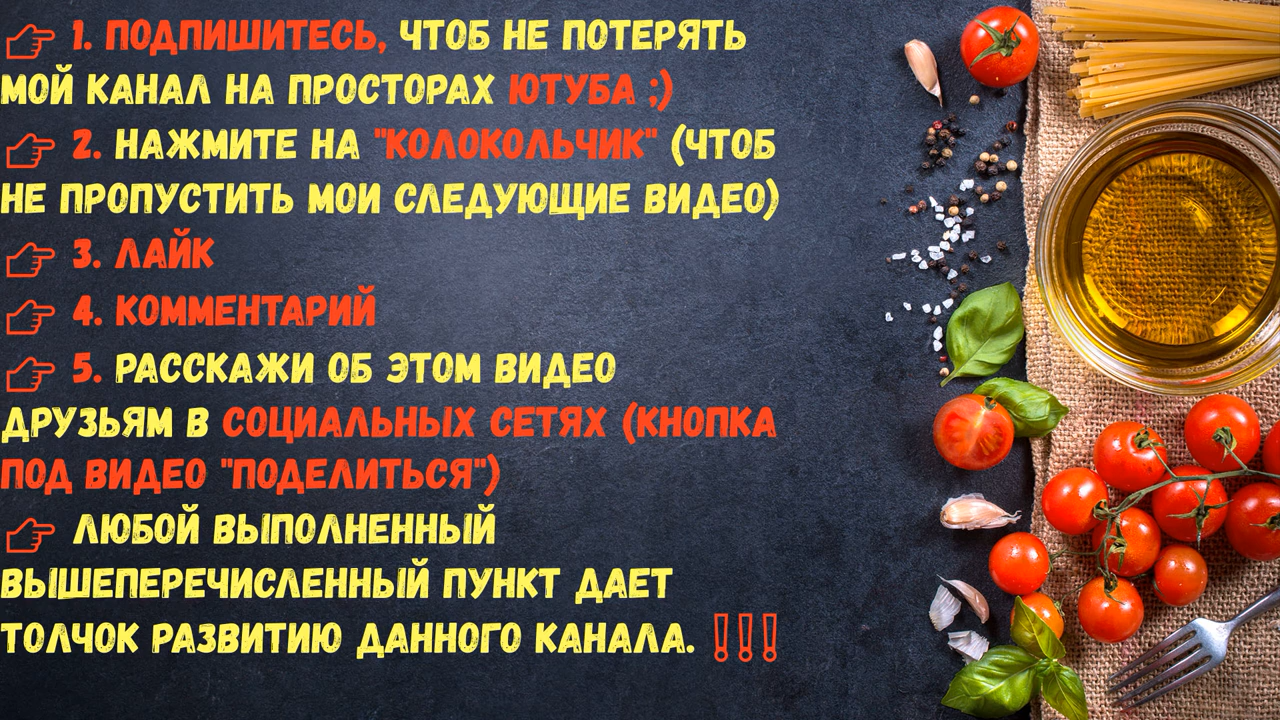 👉 1. ПОДПИШИТЕСЬ, ЧТОБ НЕ ПОТЕРЯТЬ
МОЙ КАНАЛ НА ПРОСТОРАХ ЮТУБА ;)
👉 2. НАЖМИТЕ НА "КОЛОКОЛЬЧИК" (ЧТОБ
НЕ ПРОПУСТИТЬ МОИ СЛЕДУЮЩИЕ ВИДЕО)
👉 3. ЛАЙК
👉 4. КОММЕНТАРИЙ
👉 5. РАССКАЖИ ОБ ЭТОМ ВИДЕО
ДРУЗЬЯМ В СОЦИАЛЬНЫХ СЕТЯХ (КНОПКА
ПОД ВИДЕО "ПОДЕЛИТЬСЯ")
👉 ЛЮБОЙ ВЫПОЛНЕННЫЙ
ВЫШЕПЕРЕЧИСЛЕННЫЙ ПУНКТ ДАЕТ
ТОЛЧОК РАЗВИТИЮ ДАННОГО КАНАЛА. !!!